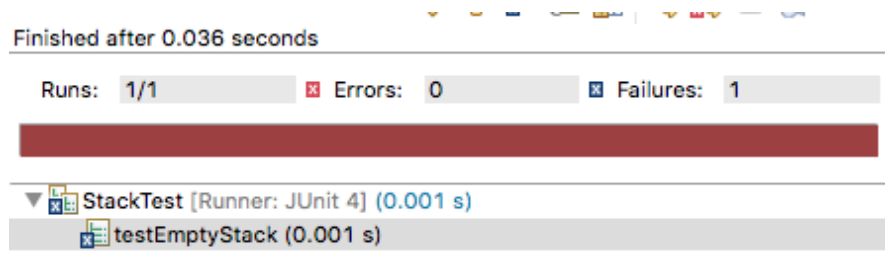 Finished after 0.036 seconds
Runs: 1/1 Errors: 0 Failures: 1
StackTest [Runner: JUnit 4] (0.001 s)
testEmptyStack (0.001 s)